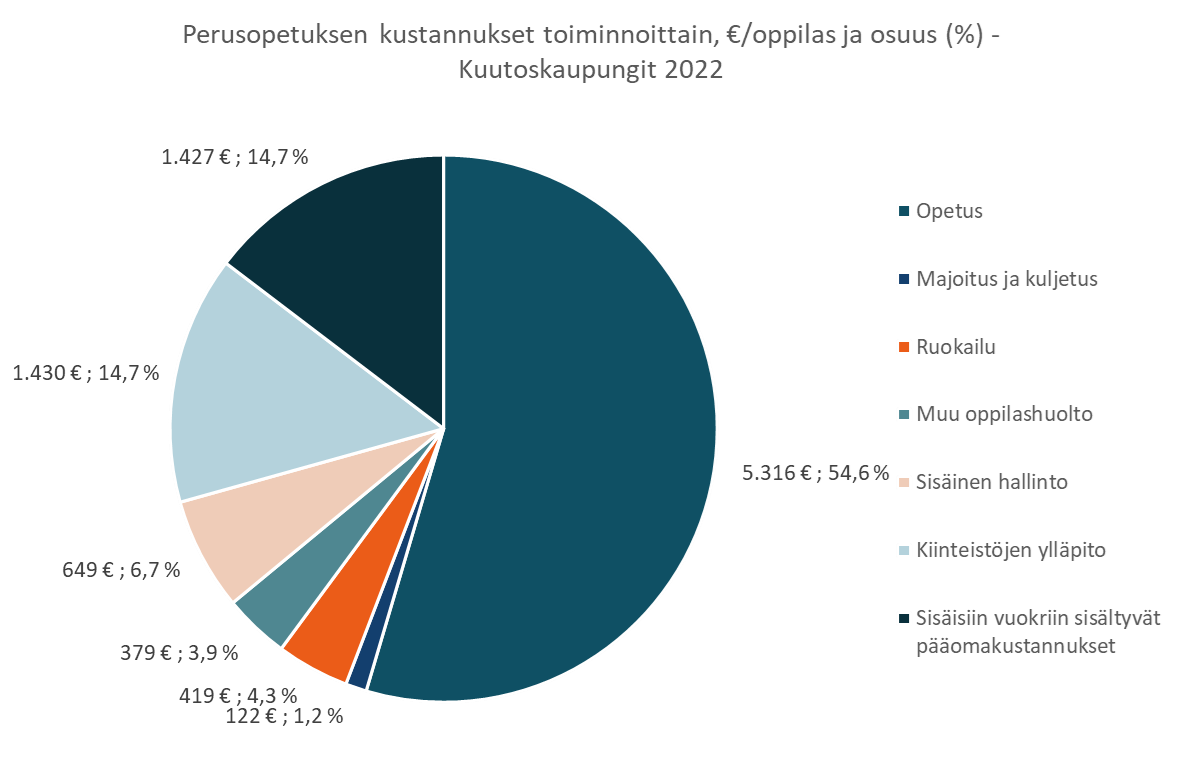 Perusopetuksen kustannukset toiminnoittain, €/oppilas ja osuus (%) -
Kuutoskaupungit 2022
1.427 € ; 14,7 %
1.430 € ; 14,7 %
5.316 € ; 54,6 %
649 € ; 6,7 %
379 € ; 3,9 %
419 € ; 4,3 %
122 € ; 1,2 %
Opetus
Majoitus ja kuljetus
Ruokailu
Muu oppilashuolto
Sisäinen hallinto
Kiinteistöjen ylläpito
Sisäisiin vuokriin sisältyvät
pääomakustannukset